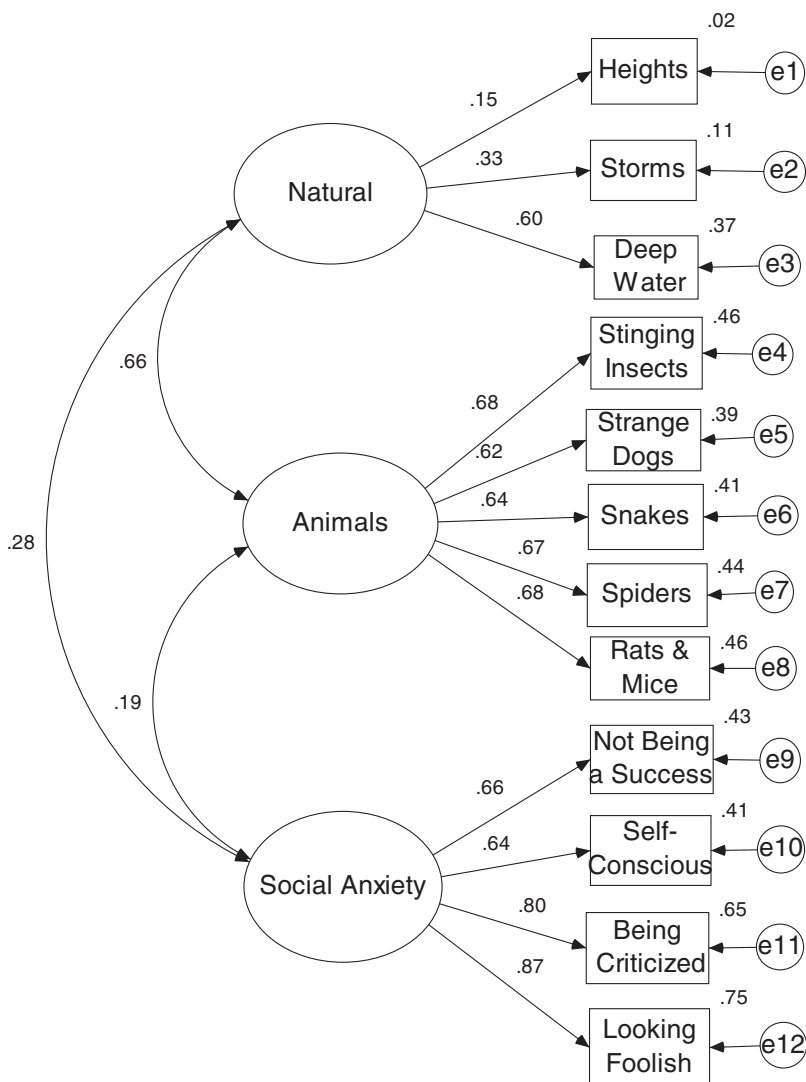 .02
Heights
e1
.15
.11
Storms
e2
.33
Natural
.37
Deep
Water
e3
.60
.46
Stinging
Insects
e4
.66
.68
.39
Strange
Dogs
e5
.62
.41
Snakes
e6
.64
Animals
.28
.44
Spiders
e7
.67
.46
Rats &
Mice
e8
.68
.19
.43
Not Being
a Success
e9
.66
.41
Self-
Conscious
e10
.64
Social Anxiety
.65
Being
Criticized
e11
.80
.75
Looking
Foolish
e12
.87